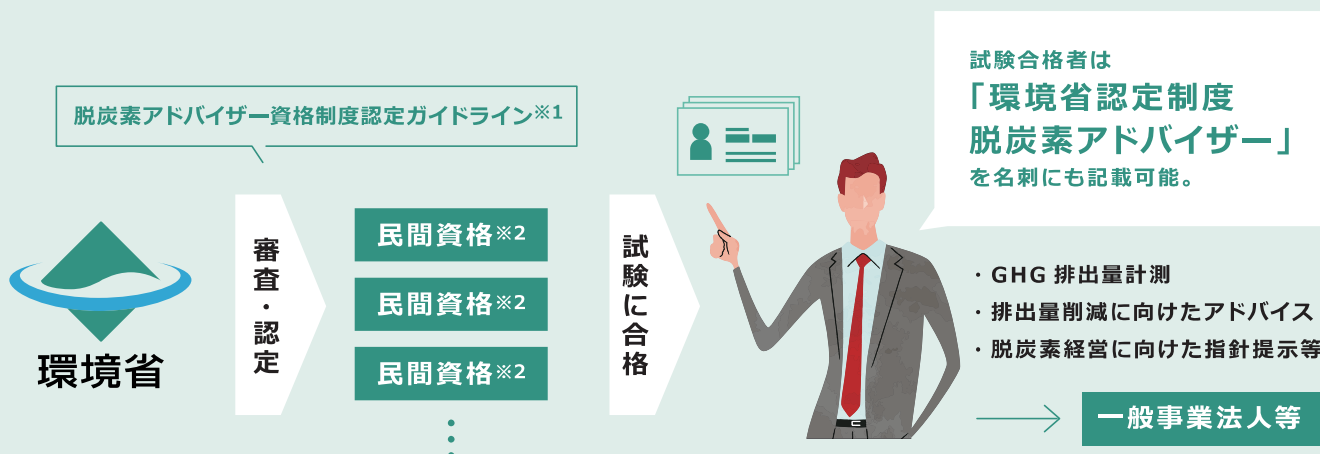 脱炭素アドバイザー資格制度認定ガイドライン※1
環境省
審査・認定
民間資格※2
民間資格※2
民間資格※2
試験に合格
試験合格者は
「環境省認定制度
脱炭素アドバイザー」
を名刺にも記載可能。
・GHG 排出量計測
・排出量削減に向けたアドバイス
・脱炭素経営に向けた指針提示等
一般事業法人等